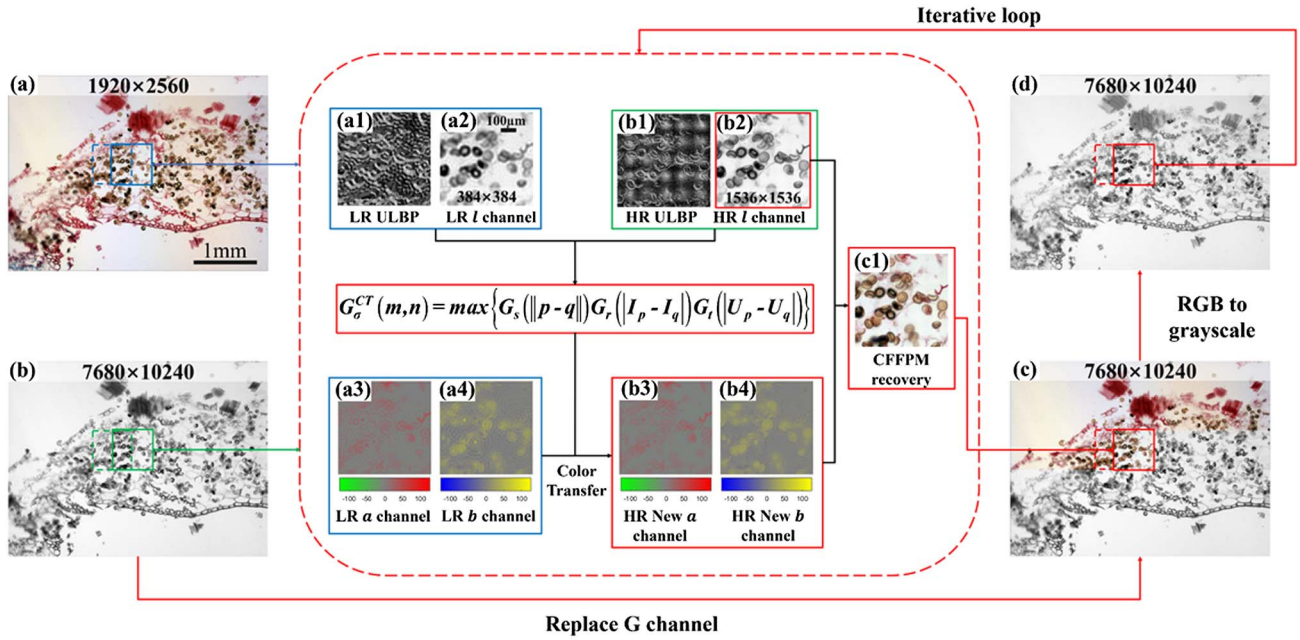 Iterative loop
(a)
1920×2560
1mm
(a1)
LR ULBP
(a2)
100μm
384×384
LR l channel
(b1)
HR ULBP
(b2)
1536×1536
HR l channel
(d)
7680×10240
G_σ^CT (m,n) = max{G_s(‖p - q‖)G_r(|I_p - I_q|)G_t(|U_p - U_q|)}
(c1)
CFFPM
recovery
RGB to
grayscale
(b)
7680×10240
(a3)
-100 -50 0 50 100
LR a channel
(a4)
-100 -50 0 50 100
LR b channel
Color
Transfer
(b3)
-100 -50 0 50 100
HR New a
channel
(b4)
-100 -50 0 50 100
HR New b
channel
(c)
7680×10240
Replace G channel